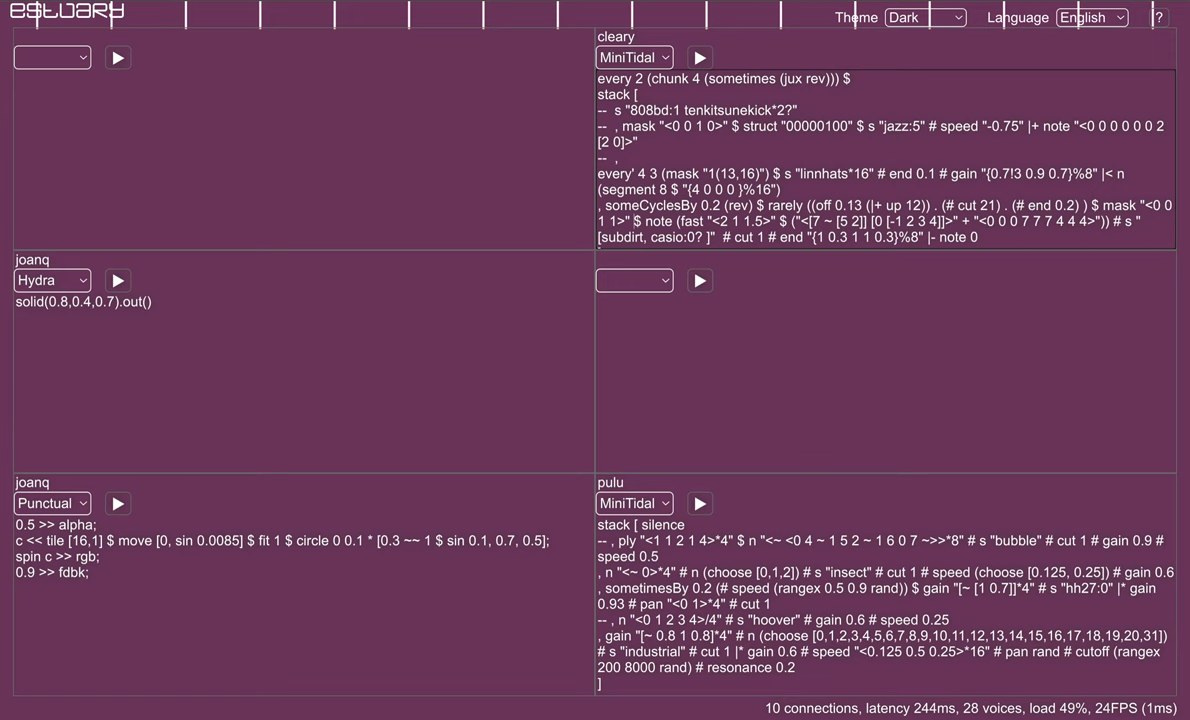 estuary
Theme Dark Language English ?
cleary
MiniTidal
every 2 (chunk 4 (sometimes (jux rev))) $
stack [
-- s "808bd:1 tenkitsunekick*2?"
-- , mask "<0 0 1 0>" $ struct "00000100" $ s "jazz:5" # speed "-0.75" |+ note "<0 0 0 0 0 0 2
[2 0]>"
-- ,
every' 4 3 (mask "1(13,16)") $ s "linnhats*16" # end 0.1 # gain "{0.7!3 0.9 0.7}%8" |< n
(segment 8 $ "{4 0 0 0 }%16")
, someCyclesBy 0.2 (rev) $ rarely ((off 0.13 (|+ up 12)) . (# cut 21) . (# end 0.2) ) $ mask "<0 0
1 1>" $ note (fast "<2 1 1.5>" $ ("<[7 ~ [5 2]] [0 [-1 2 3 4]]>" + "<0 0 0 7 7 7 4 4 4>")) # s "
[subdirt, casio:0? ]" # cut 1 # end "{1 0.3 1 1 0.3}%8" |- note 0
joanq
Hydra
solid(0.8,0.4,0.7).out()
joanq
Punctual
0.5 >> alpha;
c << tile [16,1] $ move [0, sin 0.0085] $ fit 1 $ circle 0 0.1 * [0.3 ~~ 1 $ sin 0.1, 0.7, 0.5];
spin c >> rgb;
0.9 >> fdbk;
pulu
MiniTidal
stack [ silence
-- , ply "<1 1 2 1 4>*4" $ n "<~ <0 4 ~ 1 5 2 ~ 1 6 0 7 ~>>*8" # s "bubble" # cut 1 # gain 0.9 #
speed 0.5
, n "<~ 0>*4" # n (choose [0,1,2]) # s "insect" # cut 1 # speed (choose [0.125, 0.25]) # gain 0.6
, sometimesBy 0.2 (# speed (rangex 0.5 0.9 rand)) $ gain "[~ [1 0.7]]*4" # s "hh27:0" |* gain
0.93 # pan "<0 1>*4" # cut 1
-- , n "<0 1 2 3 4>/4" # s "hoover" # gain 0.6 # speed 0.25
, gain "[~ 0.8 1 0.8]*4" # n (choose [0,1,2,3,4,5,6,7,8,9,10,11,12,13,14,15,16,17,18,19,20,31])
# s "industrial" # cut 1 |* gain 0.6 # speed "<0.125 0.5 0.25>*16" # pan rand # cutoff (rangex
200 8000 rand) # resonance 0.2
]
10 connections, latency 244ms, 28 voices, load 49%, 24FPS (1ms)